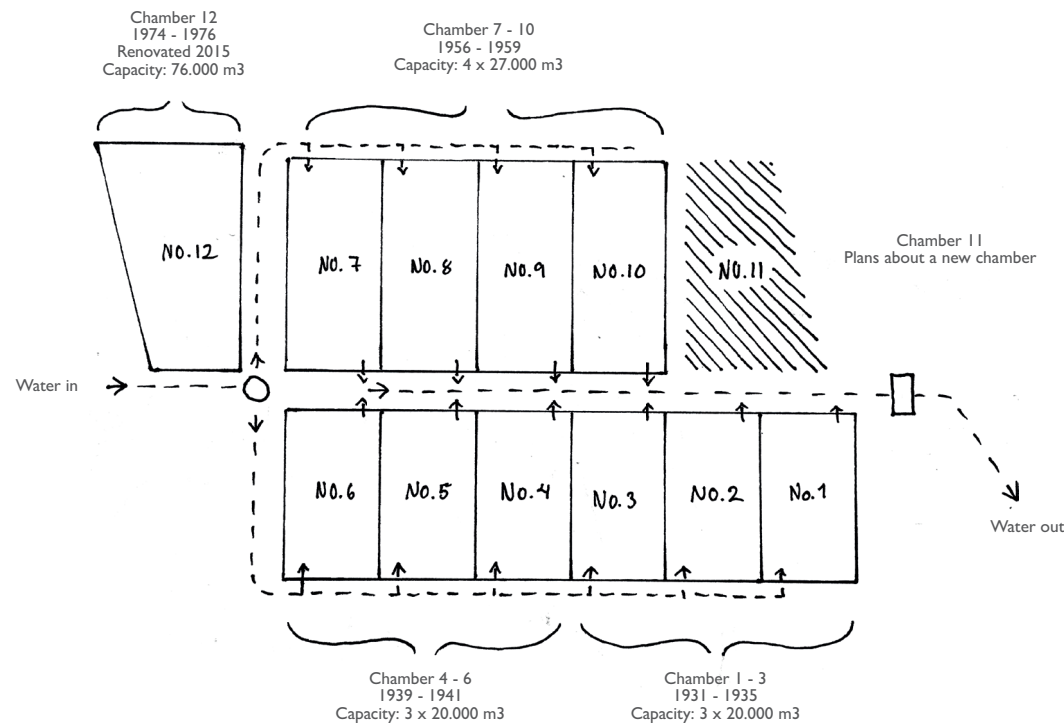 Chamber 12
1974 - 1976
Renovated 2015
Capacity: 76.000 m3
Chamber 7 - 10
1956 - 1959
Capacity: 4 x 27.000 m3
NO.12
NO.7
NO.8
NO.9
NO.10
NO.11
Chamber 11
Plans about a new chamber
Water in
NO.6
NO.5
NO.4
NO.3
NO.2
No.1
Water out
Chamber 4 - 6
1939 - 1941
Capacity: 3 x 20.000 m3
Chamber 1 - 3
1931 - 1935
Capacity: 3 x 20.000 m3